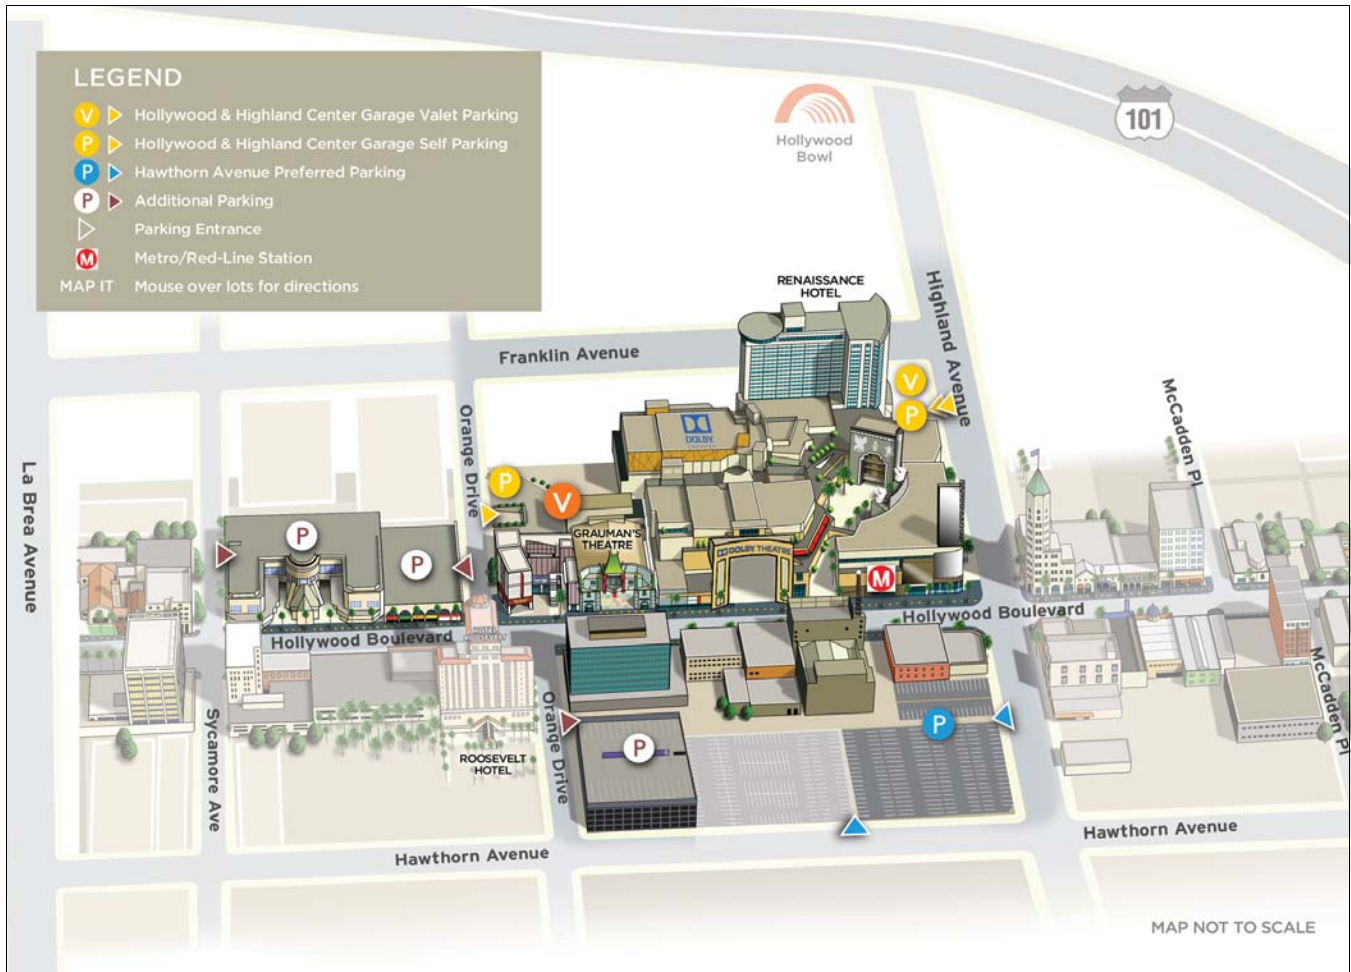 LEGEND
V Hollywood & Highland Center Garage Valet Parking
P Hollywood & Highland Center Garage Self Parking
P Hawthorn Avenue Preferred Parking
P Additional Parking
Parking Entrance
M Metro/Red-Line Station
MAP IT Mouse over lots for directions
Hollywood
Bowl
101
RENAISSANCE
HOTEL
Highland Avenue
Franklin Avenue
V
P
McCadden Pl
Orange Drive
DOLBY
La Brea Avenue
P
V
P
P
GRAUMAN'S
THEATRE
DOLBY THEATRE
M
Hollywood Boulevard
Hollywood Boulevard
HOTEL
ROOSEVELT
McCadden Pl
Sycamore Ave
Orange Drive
P
P
ROOSEVELT
HOTEL
Hawthorn Avenue
Hawthorn Avenue
MAP NOT TO SCALE